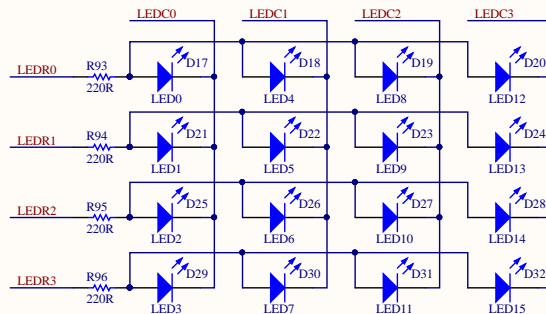 LEDC0 LEDC1 LEDC2 LEDC3
R93 D17 D18 D19 D20
LEDR0
220R LED0 LED4 LED8 LED12
R94 D21 D22 D23 D24
LEDR1
220R LED1 LED5 LED9 LED13
R95 D25 D26 D27 D28
LEDR2
220R LED2 LED6 LED10 LED14
R96 D29 D30 D31 D32
LEDR3
220R LED3 LED7 LED11 LED15